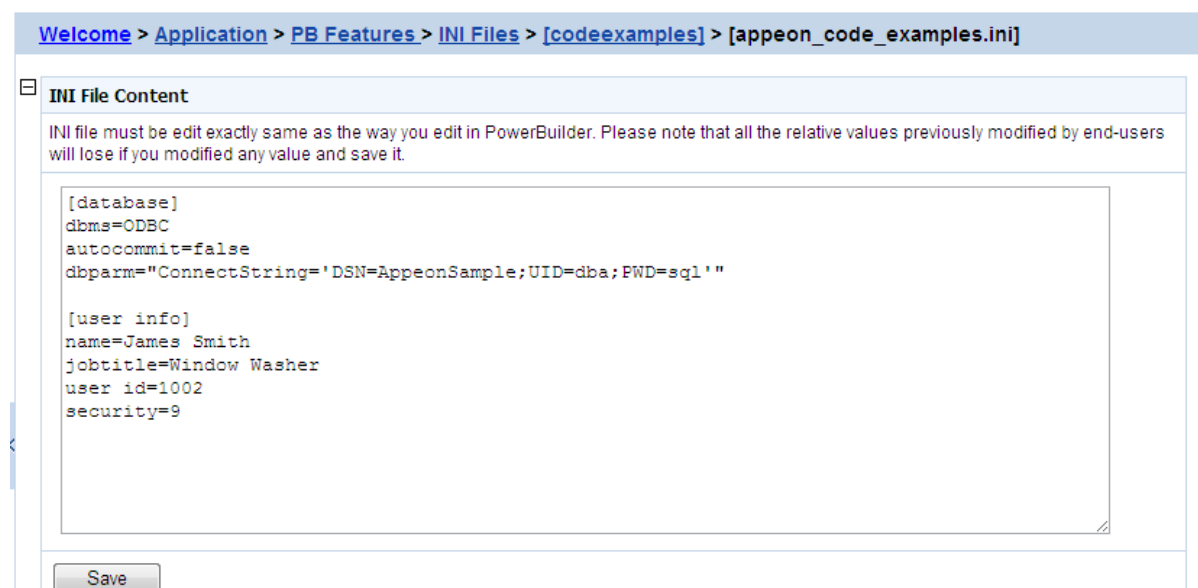 Welcome > Application > PB Features > INI Files > [codeexamples] > [appeon_code_examples.ini]
INI File Content
INI file must be edit exactly same as the way you edit in PowerBuilder. Please note that all the relative values previously modified by end-users
will lose if you modified any value and save it.
[database]
dbms=ODBC
autocommit=false
dbparm="ConnectString='DSN=AppeonSample;UID=dba;PWD=sql'"
[user info]
name=James Smith
jobtitle=Window Washer
user id=1002
security=9
Save